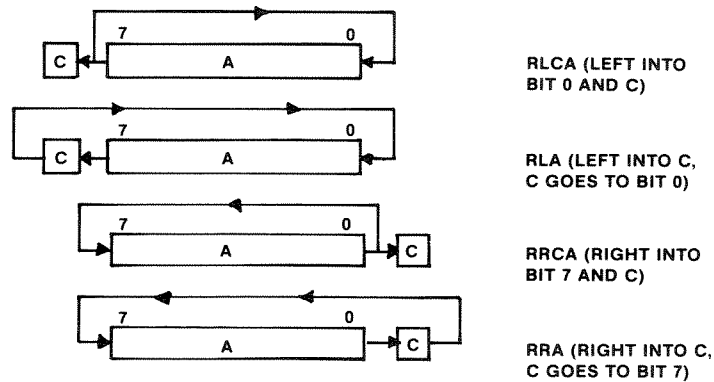 7 0
C A
RLCA (LEFT INTO
BIT 0 AND C)
7 0
C A
RLA (LEFT INTO C,
C GOES TO BIT 0)
7 0
A C
RRCA (RIGHT INTO
BIT 7 AND C)
7 0
A C
RRA (RIGHT INTO C,
C GOES TO BIT 7)